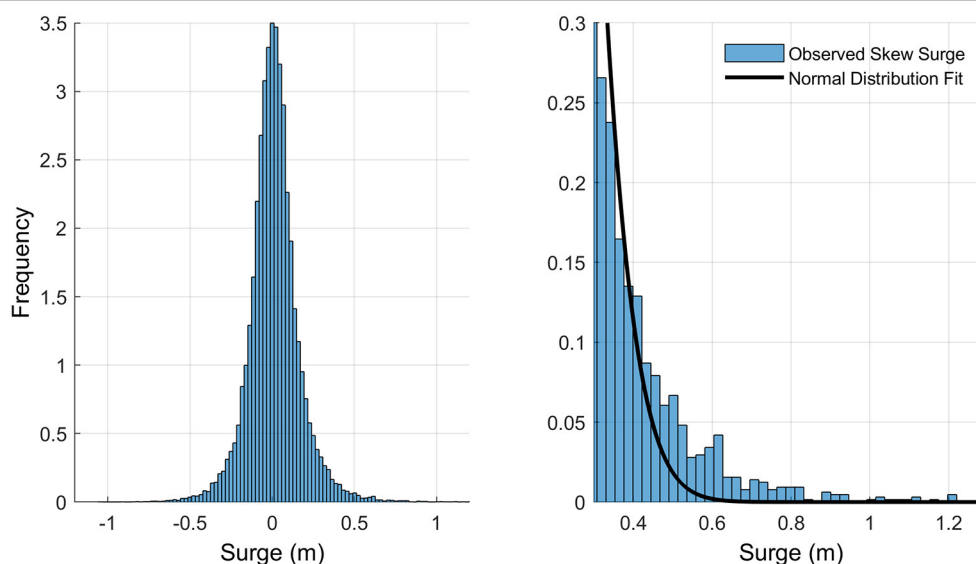 3.5
3
2.5
2
1.5
1
0.5
0
Frequency
-1 -0.5 0 0.5 1
Surge (m)
0.3
0.25
0.2
0.15
0.1
0.05
0
Observed Skew Surge
Normal Distribution Fit
0.4 0.6 0.8 1 1.2
Surge (m)